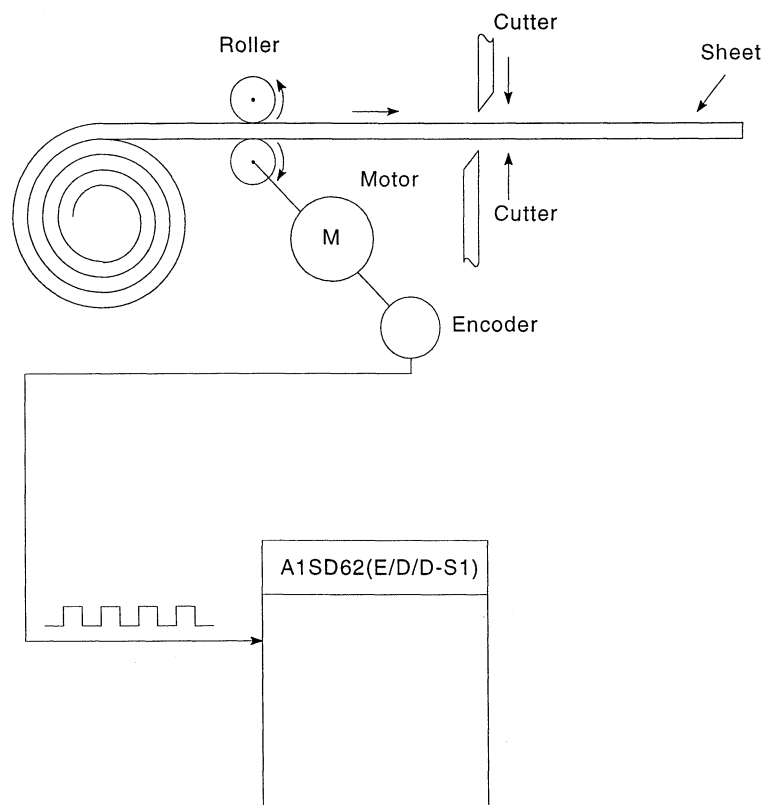 Cutter
Roller
Sheet
Motor
Cutter
M
Encoder
A1SD62(E/D/D-S1)